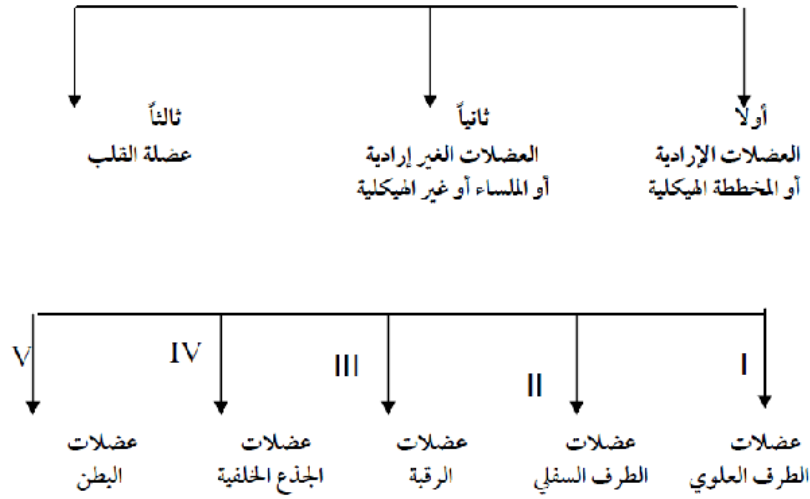 أولا
العضلات الإرادية
أو المخططة الهيكلية
ثانياً
العضلات الغير إرادية
أو الملساء أو غير الهيكلية
ثالثاً
عضلة القلب
I
عضلات
الطرف العلوي
II
عضلات
الطرف السفلي
III
عضلات
الرقبة
IV
عضلات
الجذع الخلفية
V
عضلات
البطن